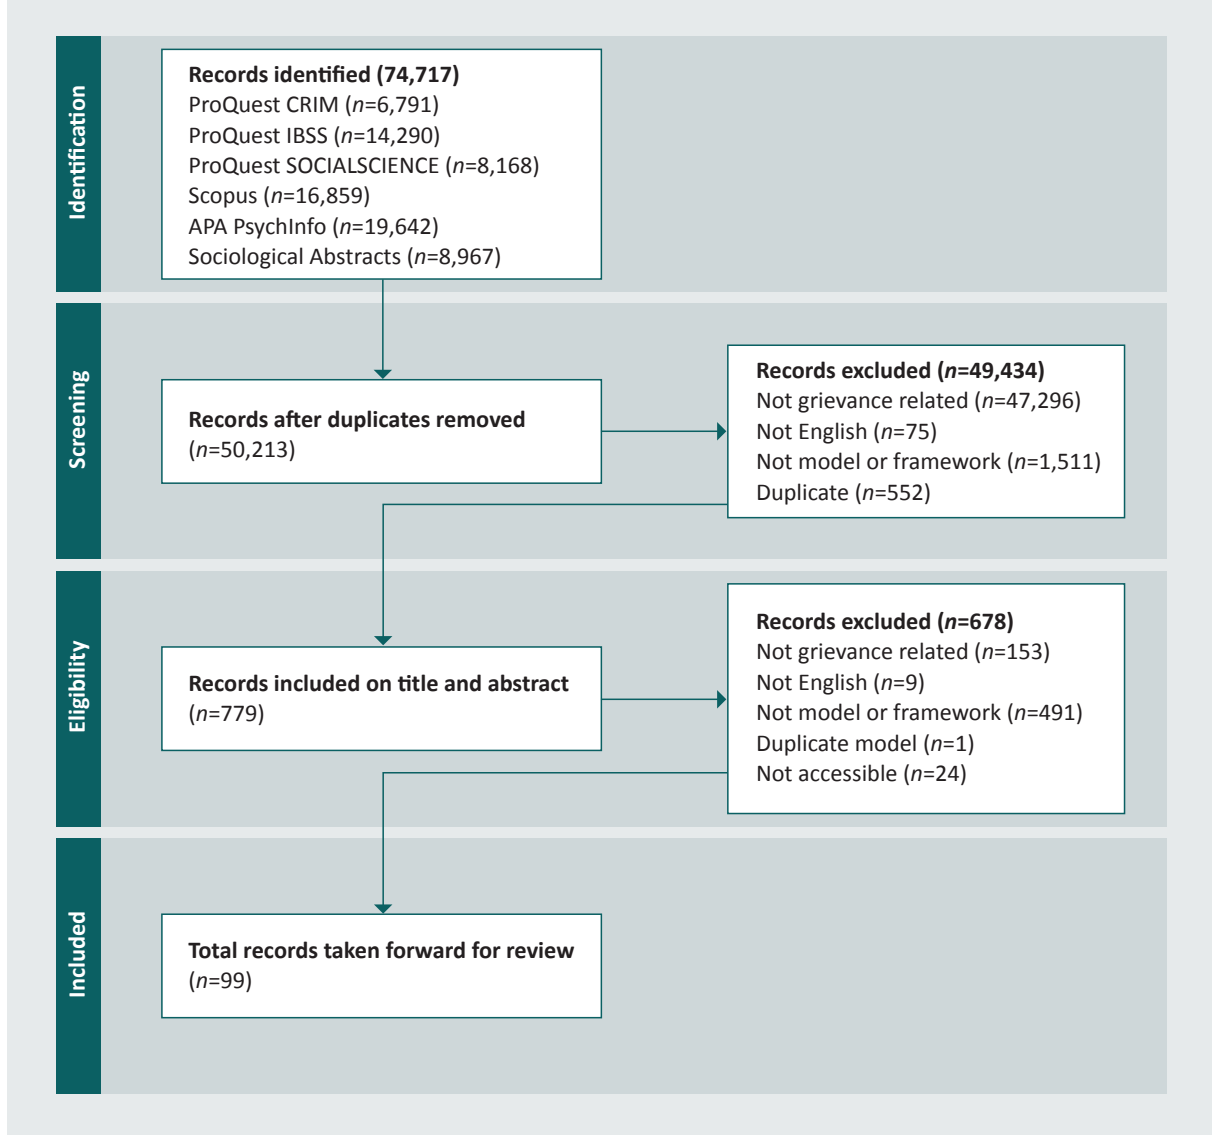 Identification
Records identified (74,717)
ProQuest CRIM (n=6,791)
ProQuest IBSS (n=14,290)
ProQuest SOCIALSCIENCE (n=8,168)
Scopus (n=16,859)
APA PsychInfo (n=19,642)
Sociological Abstracts (n=8,967)
Screening
Records after duplicates removed
(n=50,213)
Records excluded (n=49,434)
Not grievance related (n=47,296)
Not English (n=75)
Not model or framework (n=1,511)
Duplicate (n=552)
Eligibility
Records included on title and abstract
(n=779)
Records excluded (n=678)
Not grievance related (n=153)
Not English (n=9)
Not model or framework (n=491)
Duplicate model (n=1)
Not accessible (n=24)
Included
Total records taken forward for review
(n=99)